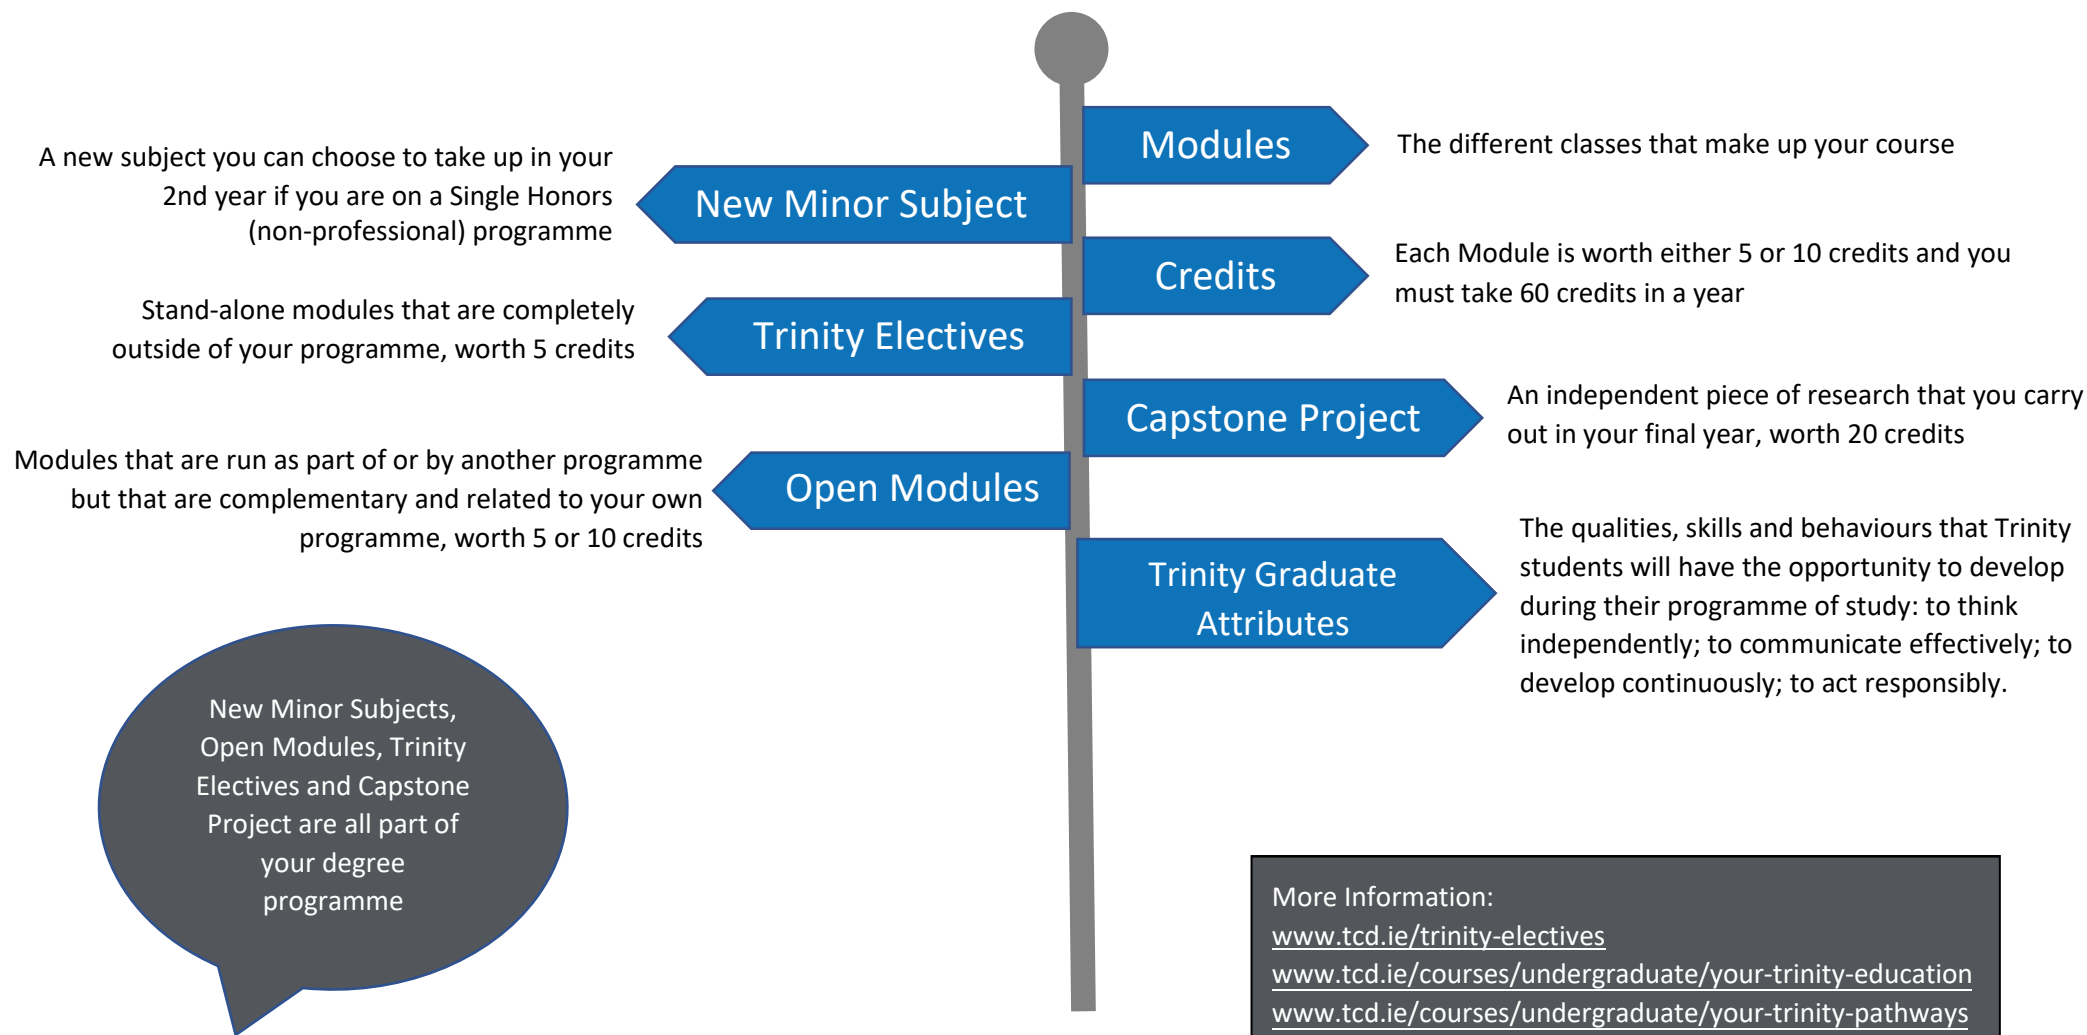 Modules
The different classes that make up your course
A new subject you can choose to take up in your
2nd year if you are on a Single Honors
(non-professional) programme
New Minor Subject
Credits
Each Module is worth either 5 or 10 credits and you
must take 60 credits in a year
Stand-alone modules that are completely
outside of your programme, worth 5 credits
Trinity Electives
Capstone Project
An independent piece of research that you carry
out in your final year, worth 20 credits
Modules that are run as part of or by another programme
but that are complementary and related to your own
programme, worth 5 or 10 credits
Open Modules
Trinity Graduate
Attributes
The qualities, skills and behaviours that Trinity
students will have the opportunity to develop
during their programme of study: to think
independently; to communicate effectively; to
develop continuously; to act responsibly.
New Minor Subjects,
Open Modules, Trinity
Electives and Capstone
Project are all part of
your degree
programme
More Information:
www.tcd.ie/trinity-electives
www.tcd.ie/courses/undergraduate/your-trinity-education
www.tcd.ie/courses/undergraduate/your-trinity-pathways